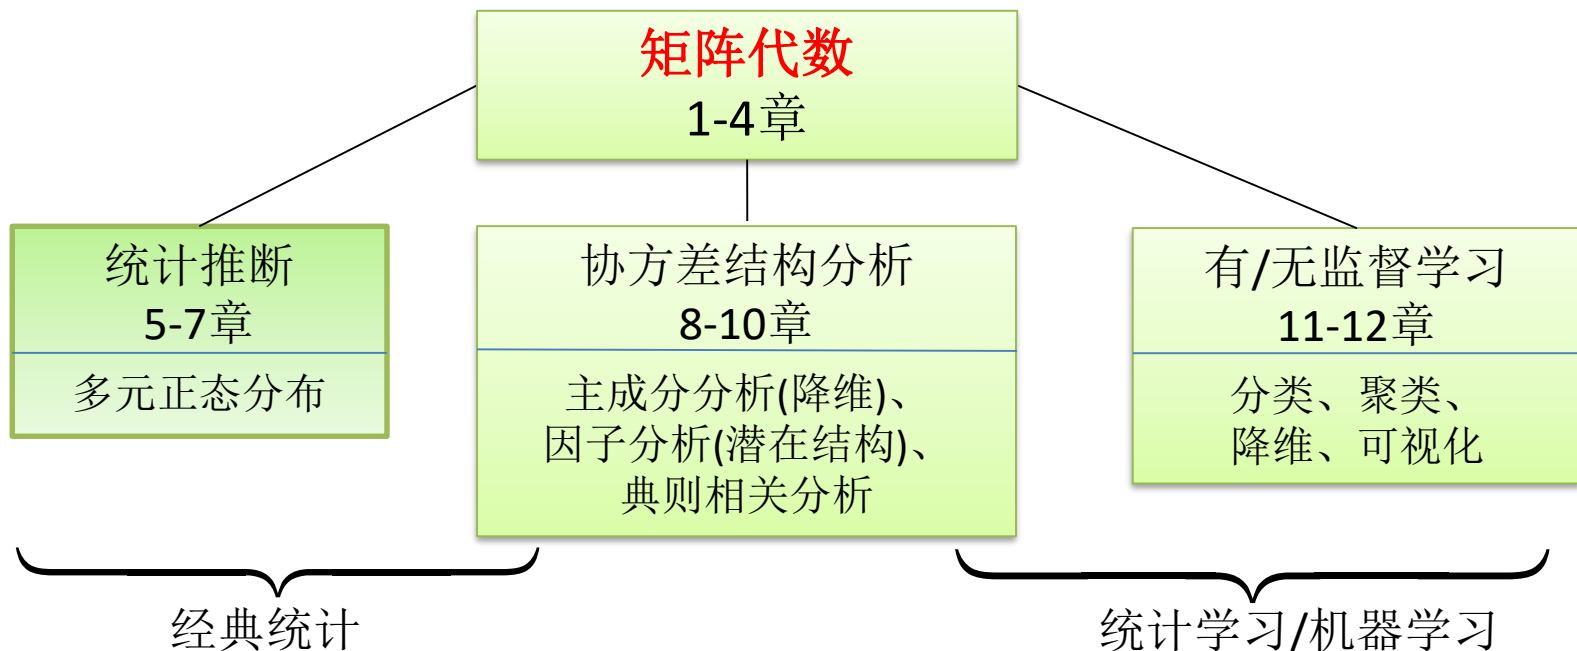 矩阵代数
1-4章
统计推断
5-7章
多元正态分布
协方差结构分析
8-10章
主成分分析(降维)、
因子分析(潜在结构)、
典则相关分析
有/无监督学习
11-12章
分类、聚类、
降维、可视化
经典统计
统计学习/机器学习